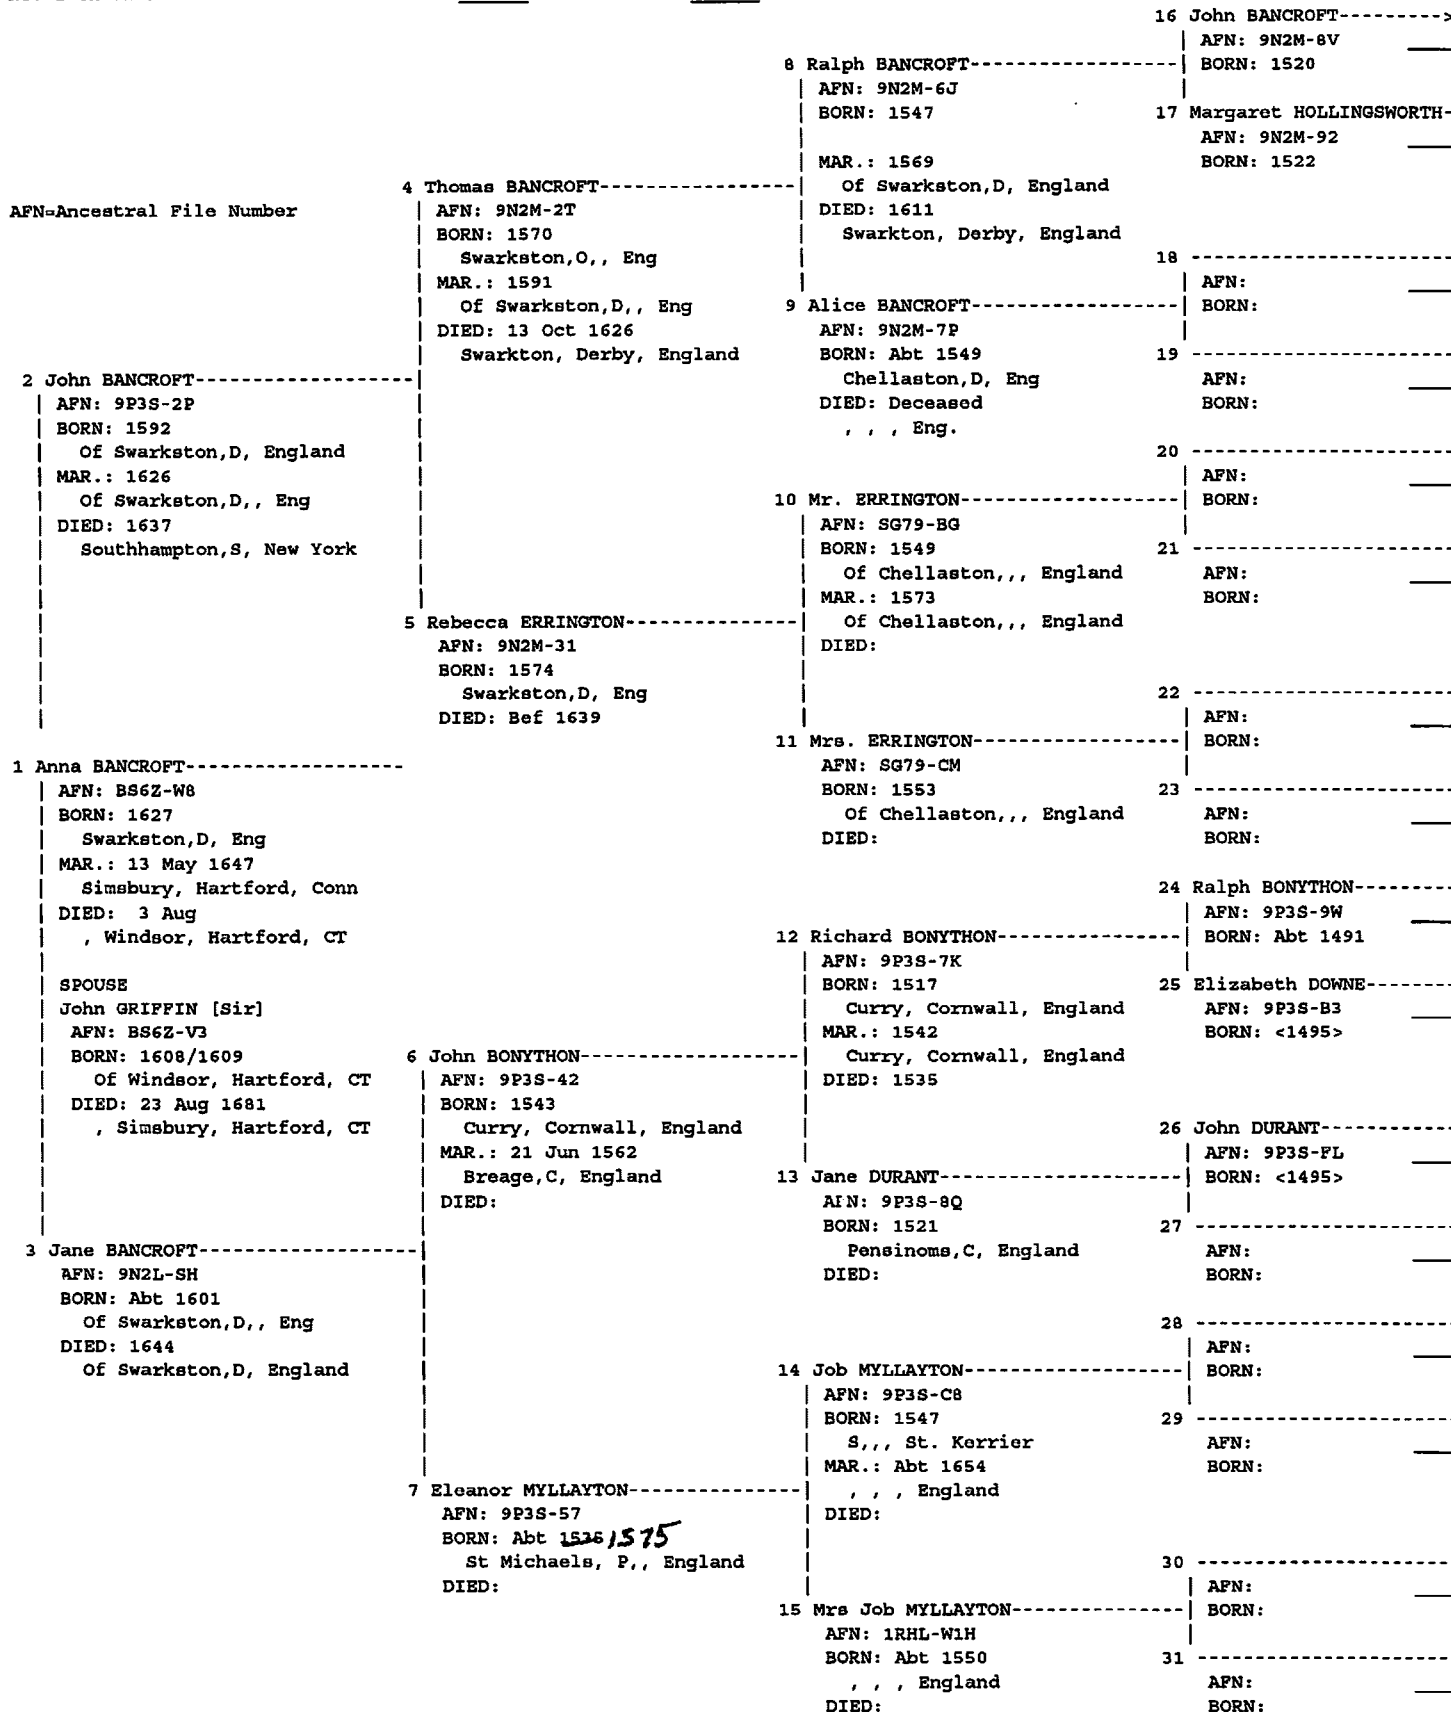 AFN=Ancestral File Number
1 Anna BANCROFT
AFN: BS6Z-W8
BORN: 1627
Swarkston,D, Eng
MAR.: 13 May 1647
Simsbury, Hartford, Conn
DIED: 3 Aug
, Windsor, Hartford, CT
SPOUSE
John GRIFFIN [Sir]
AFN: BS6Z-V3
BORN: 1608/1609
Of Windsor, Hartford, CT
DIED: 23 Aug 1681
, Simsbury, Hartford, CT
2 John BANCROFT
AFN: 9P3S-2P
BORN: 1592
Of Swarkston,D, England
MAR.: 1626
Of Swarkston,D,, Eng
DIED: 1637
Southhampton,S, New York
3 Jane BANCROFT
AFN: 9N2L-SH
BORN: Abt 1601
Of Swarkston,D,, Eng
DIED: 1644
Of Swarkston,D, England
4 Thomas BANCROFT
AFN: 9N2M-2T
BORN: 1570
Swarkston,O,, Eng
MAR.: 1591
Of Swarkston,D,, Eng
DIED: 13 Oct 1626
Swarkton, Derby, England
5 Rebecca ERRINGTON
AFN: 9N2M-31
BORN: 1574
Swarkston,D, Eng
DIED: Bef 1639
6 John BONYTHON
AFN: 9P3S-42
BORN: 1543
Curry, Cornwall, England
MAR.: 21 Jun 1562
Breage,C, England
DIED:
7 Eleanor MYLLAYTON
AFN: 9P3S-57
BORN: Abt 1536 1575
St Michaels, P,, England
DIED:
8 Ralph BANCROFT
AFN: 9N2M-6J
BORN: 1547
MAR.: 1569
Of Swarkston,D, England
DIED: 1611
Swarkton, Derby, England
9 Alice BANCROFT
AFN: 9N2M-7P
BORN: Abt 1549
Chellaston,D, Eng
DIED: Deceased
, , , Eng.
10 Mr. ERRINGTON
AFN: SG79-BG
BORN: 1549
Of Chellaston,,, England
MAR.: 1573
Of Chellaston,,, England
DIED:
11 Mrs. ERRINGTON
AFN: SG79-CM
BORN: 1553
Of Chellaston,,, England
DIED:
12 Richard BONYTHON
AFN: 9P3S-7K
BORN: 1517
Curry, Cornwall, England
MAR.: 1542
Curry, Cornwall, England
DIED: 1535
13 Jane DURANT
AFN: 9P3S-8Q
BORN: 1521
Pensinoms,C, England
DIED:
14 Job MYLLAYTON
AFN: 9P3S-C8
BORN: 1547
S,,, St. Kerrier
MAR.: Abt 1654
, , , England
DIED:
15 Mrs Job MYLLAYTON
AFN: 1RHL-W1H
BORN: Abt 1550
, , , England
DIED:
16 John BANCROFT
AFN: 9N2M-8V
BORN: 1520
17 Margaret HOLLINGSWORTH
AFN: 9N2M-92
BORN: 1522
18
AFN:
BORN:
19
AFN:
BORN:
20
AFN:
BORN:
21
AFN:
BORN:
22
AFN:
BORN:
23
AFN:
BORN:
24 Ralph BONYTHON
AFN: 9P3S-9W
BORN: Abt 1491
25 Elizabeth DOWNE
AFN: 9P3S-B3
BORN: <1495>
26 John DURANT
AFN: 9P3S-FL
BORN: <1495>
27
AFN:
BORN:
28
AFN:
BORN:
29
AFN:
BORN:
30
AFN:
BORN:
31
AFN:
BORN: